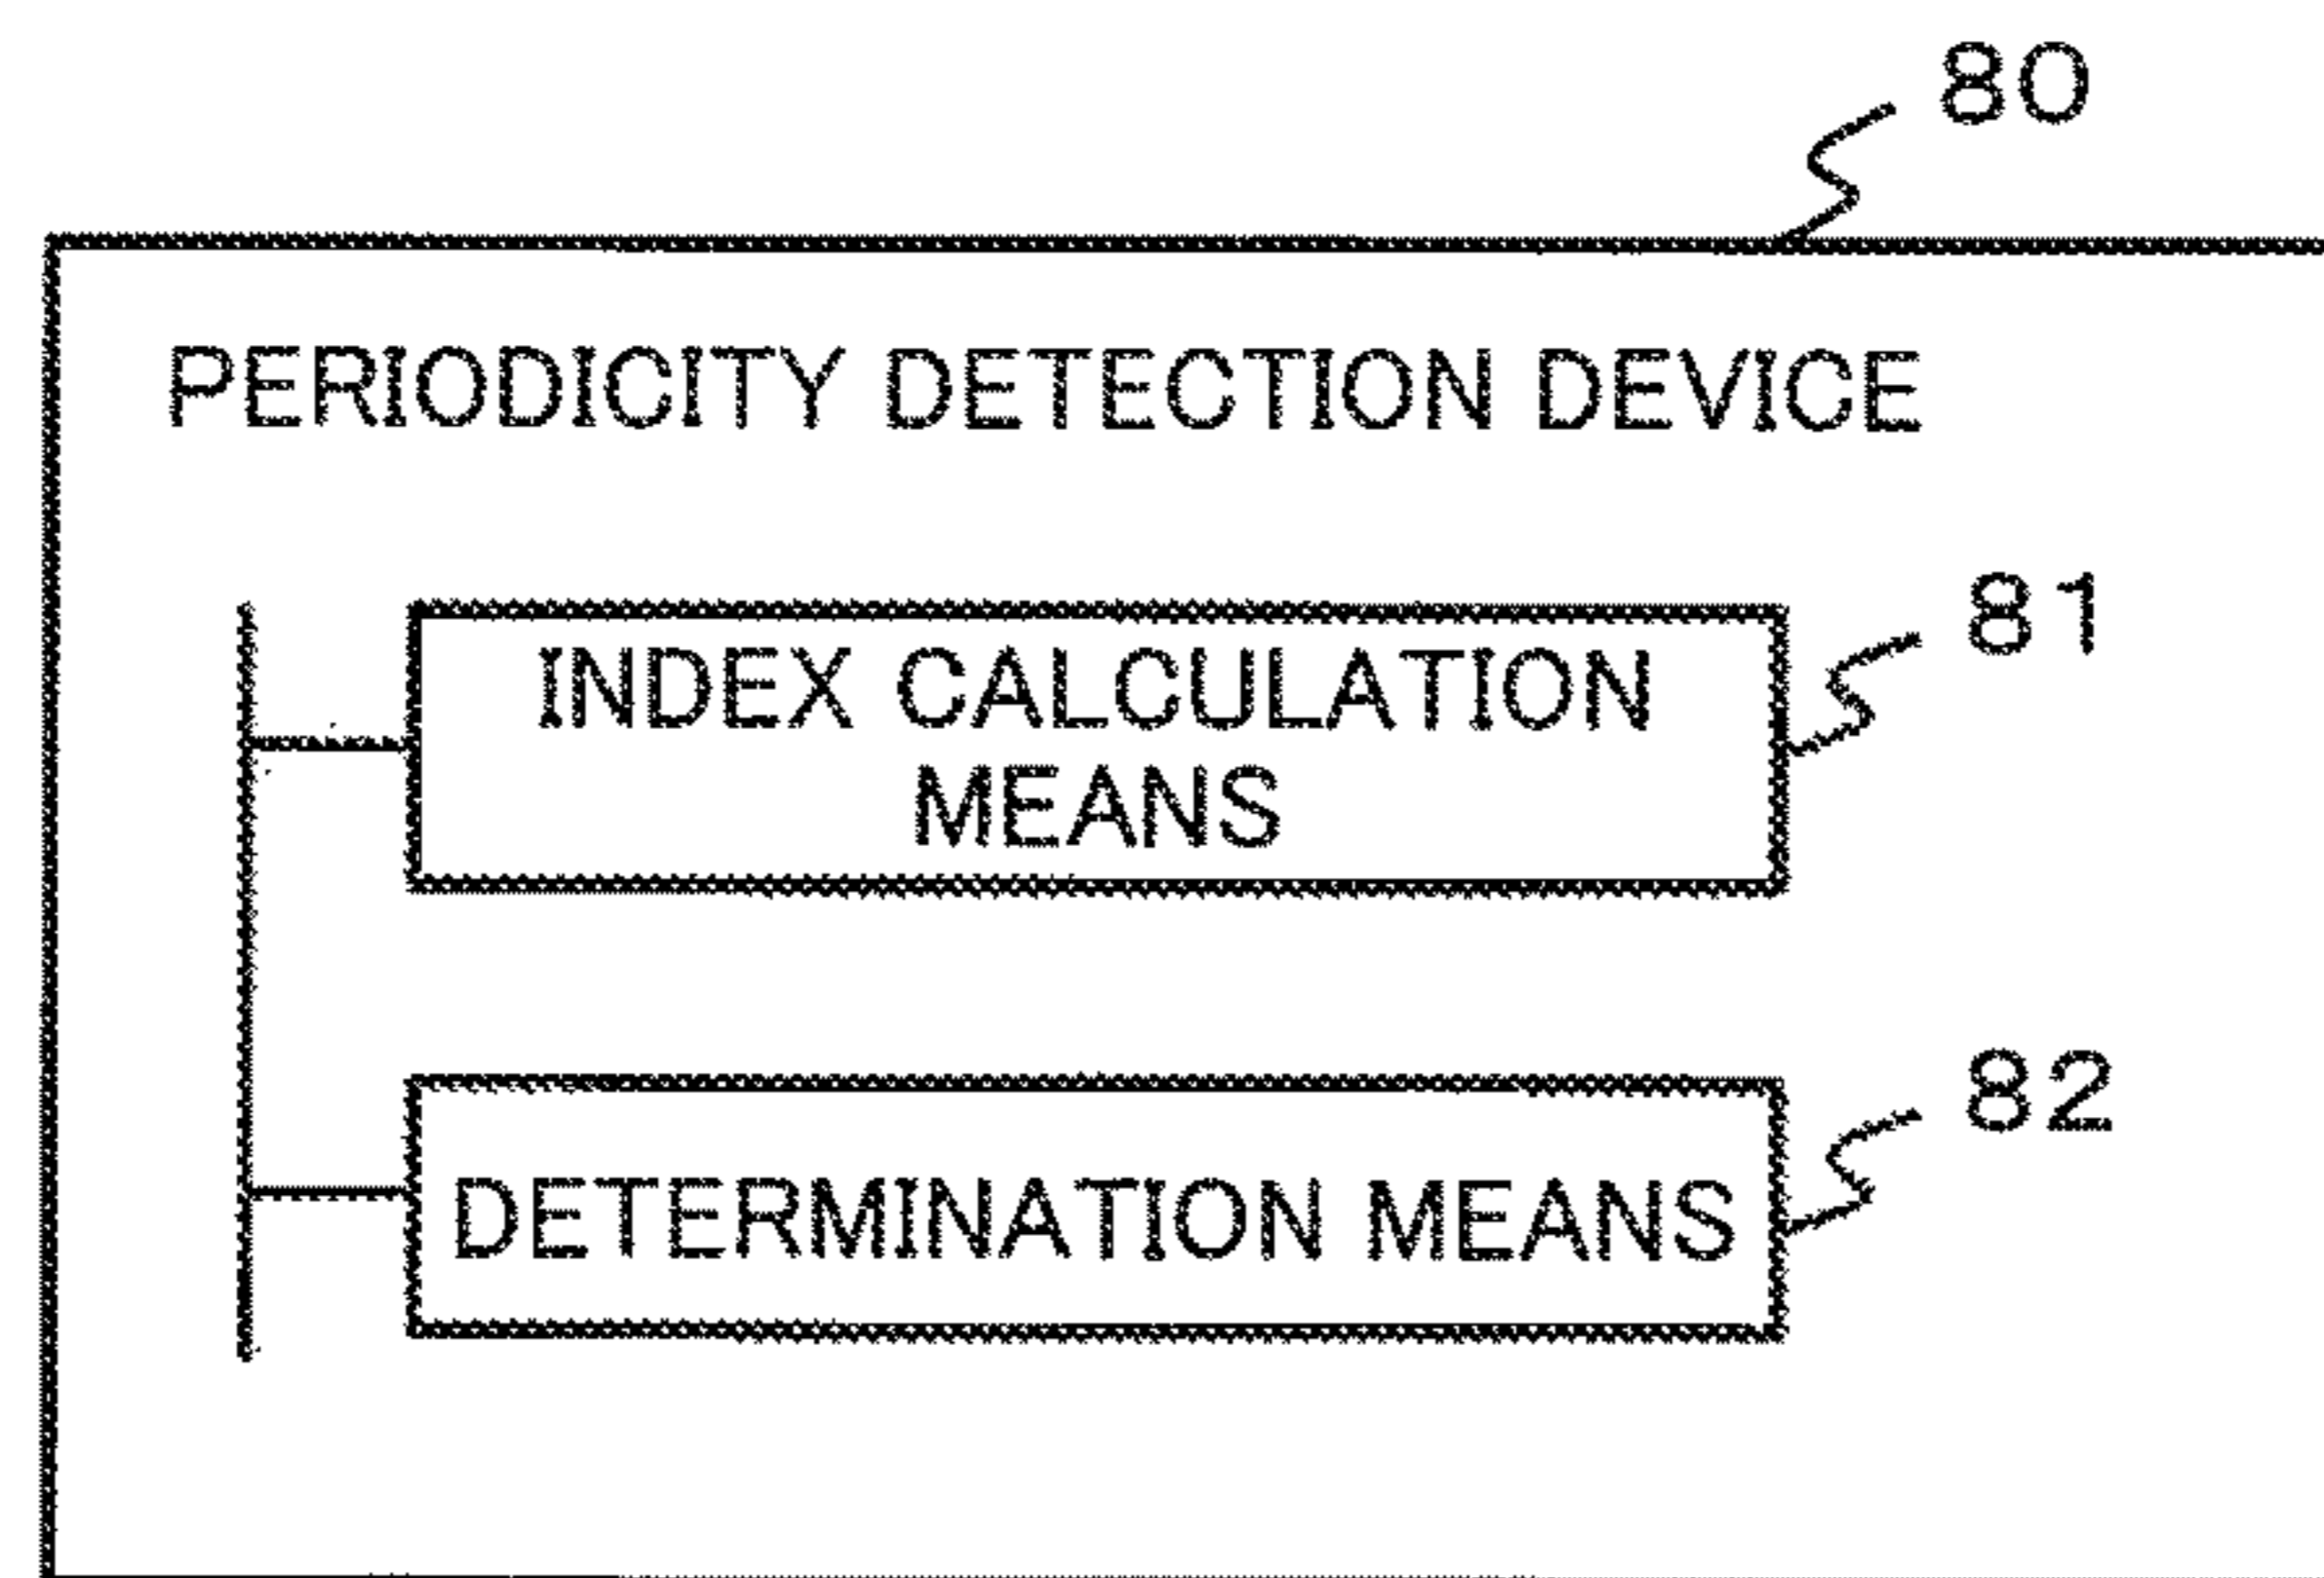 80
PERIODICITY DETECTION DEVICE
81
INDEX CALCULATION
MEANS
82
DETERMINATION MEANS